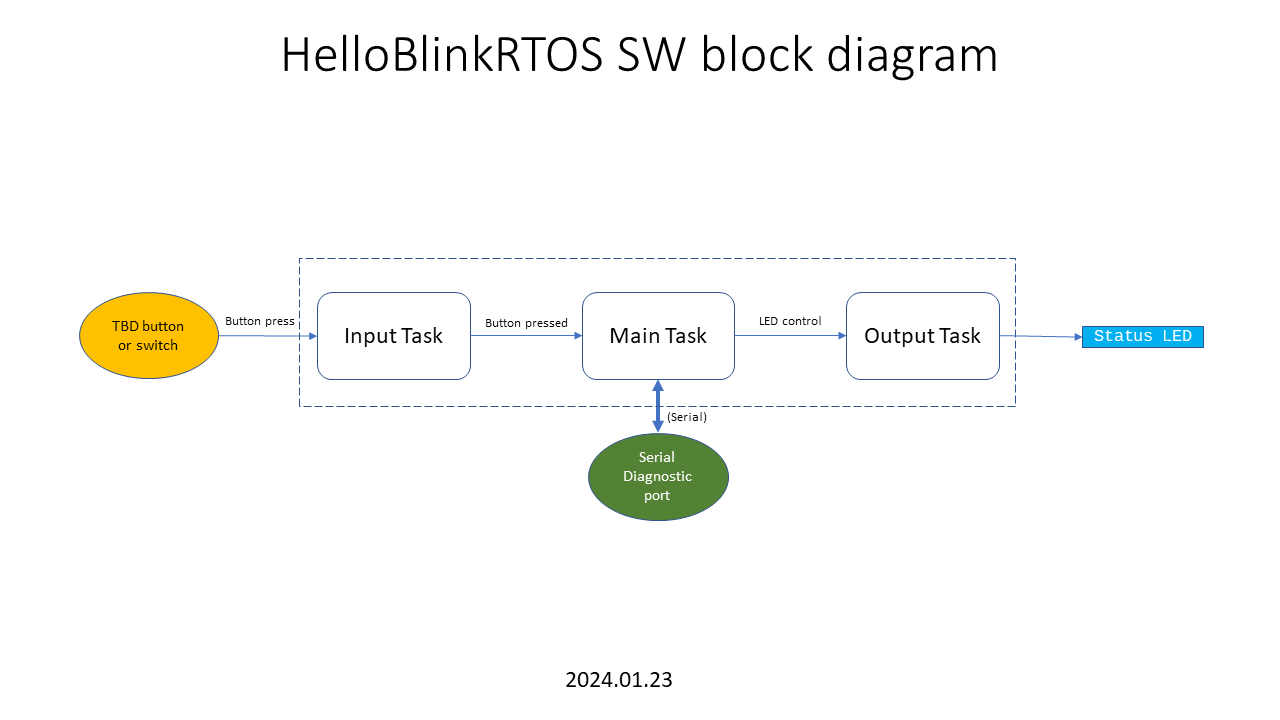 HelloBlinkRTOS SW block diagram
TBD button
or switch
Button press
Input Task
Button pressed
Main Task
LED control
Output Task
Status LED
(Serial)
Serial
Diagnostic
port
2024.01.23